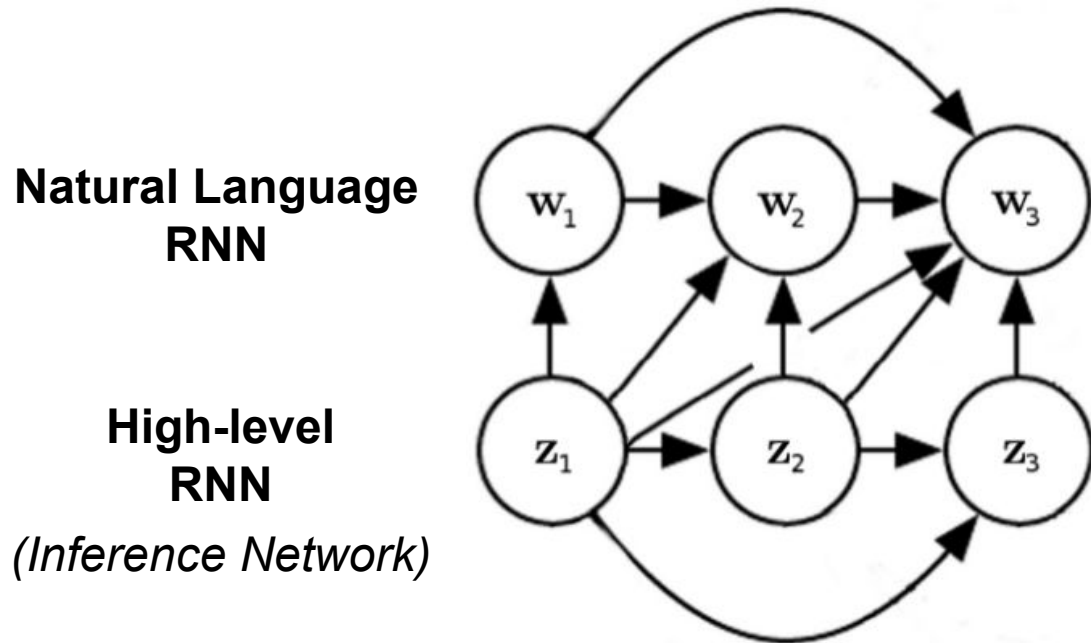 Natural Language
RNN
w₁ w₂ w₃
High-level
RNN
(Inference Network)
z₁ z₂ z₃